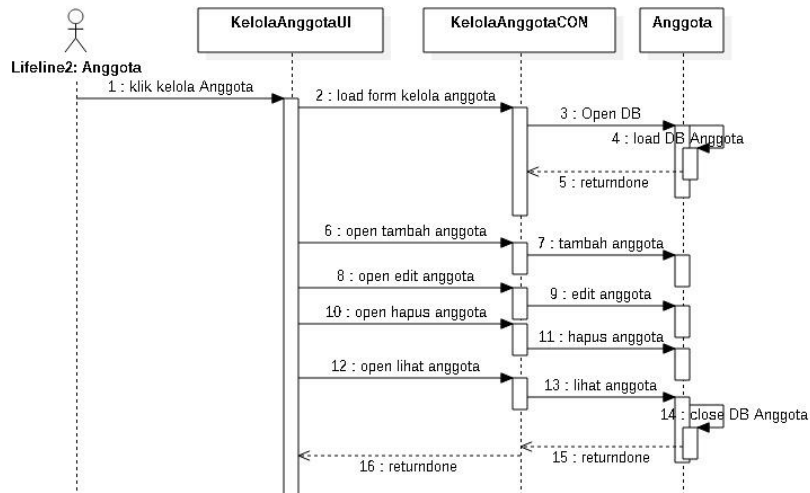 KelolaAnggotaUI
KelolaAnggotaCON
Anggota
Lifeline2: Anggota
1 : klik kelola Anggota
2 : load form kelola anggota
3 : Open DB
4 : load DB Anggota
5 : returndone
6 : open tambah anggota
7 : tambah anggota
8 : open edit anggota
9 : edit anggota
10 : open hapus anggota
11 : hapus anggota
12 : open lihat anggota
13 : lihat anggota
14 : close DB Anggota
15 : returndone
16 : returndone